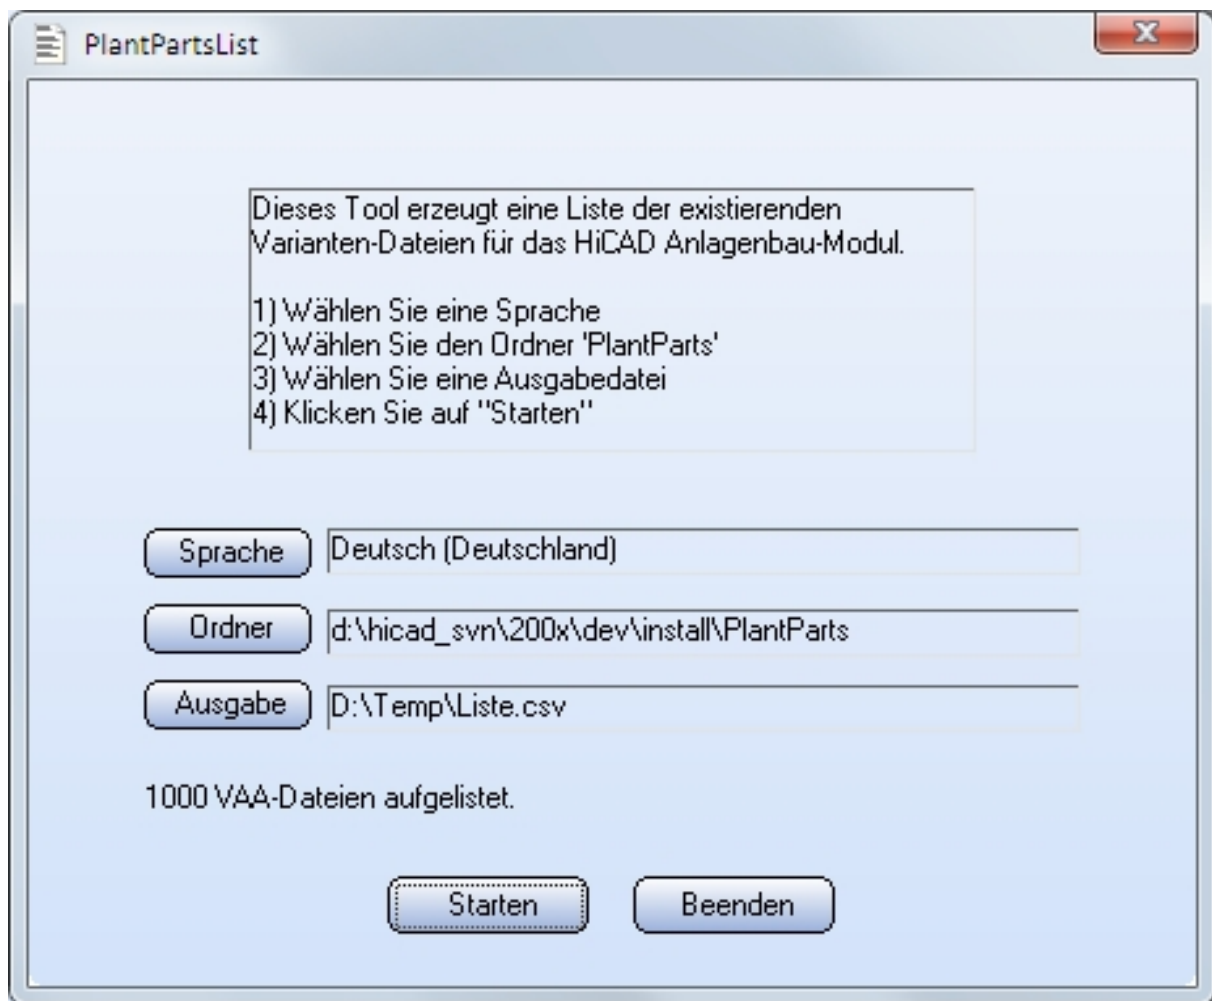 PlantPartsList
Dieses Tool erzeugt eine Liste der existierenden
Varianten-Dateien für das HiCAD Anlagenbau-Modul.
1) Wählen Sie eine Sprache
2) Wählen Sie den Ordner 'PlantParts'
3) Wählen Sie eine Ausgabedatei
4) Klicken Sie auf "Starten"
Sprache Deutsch (Deutschland)
Ordner d:\hicad_svn\200x\dev\install\PlantParts
Ausgabe D:\Temp\Liste.csv
1000 VAA-Dateien aufgelistet.
Starten Beenden